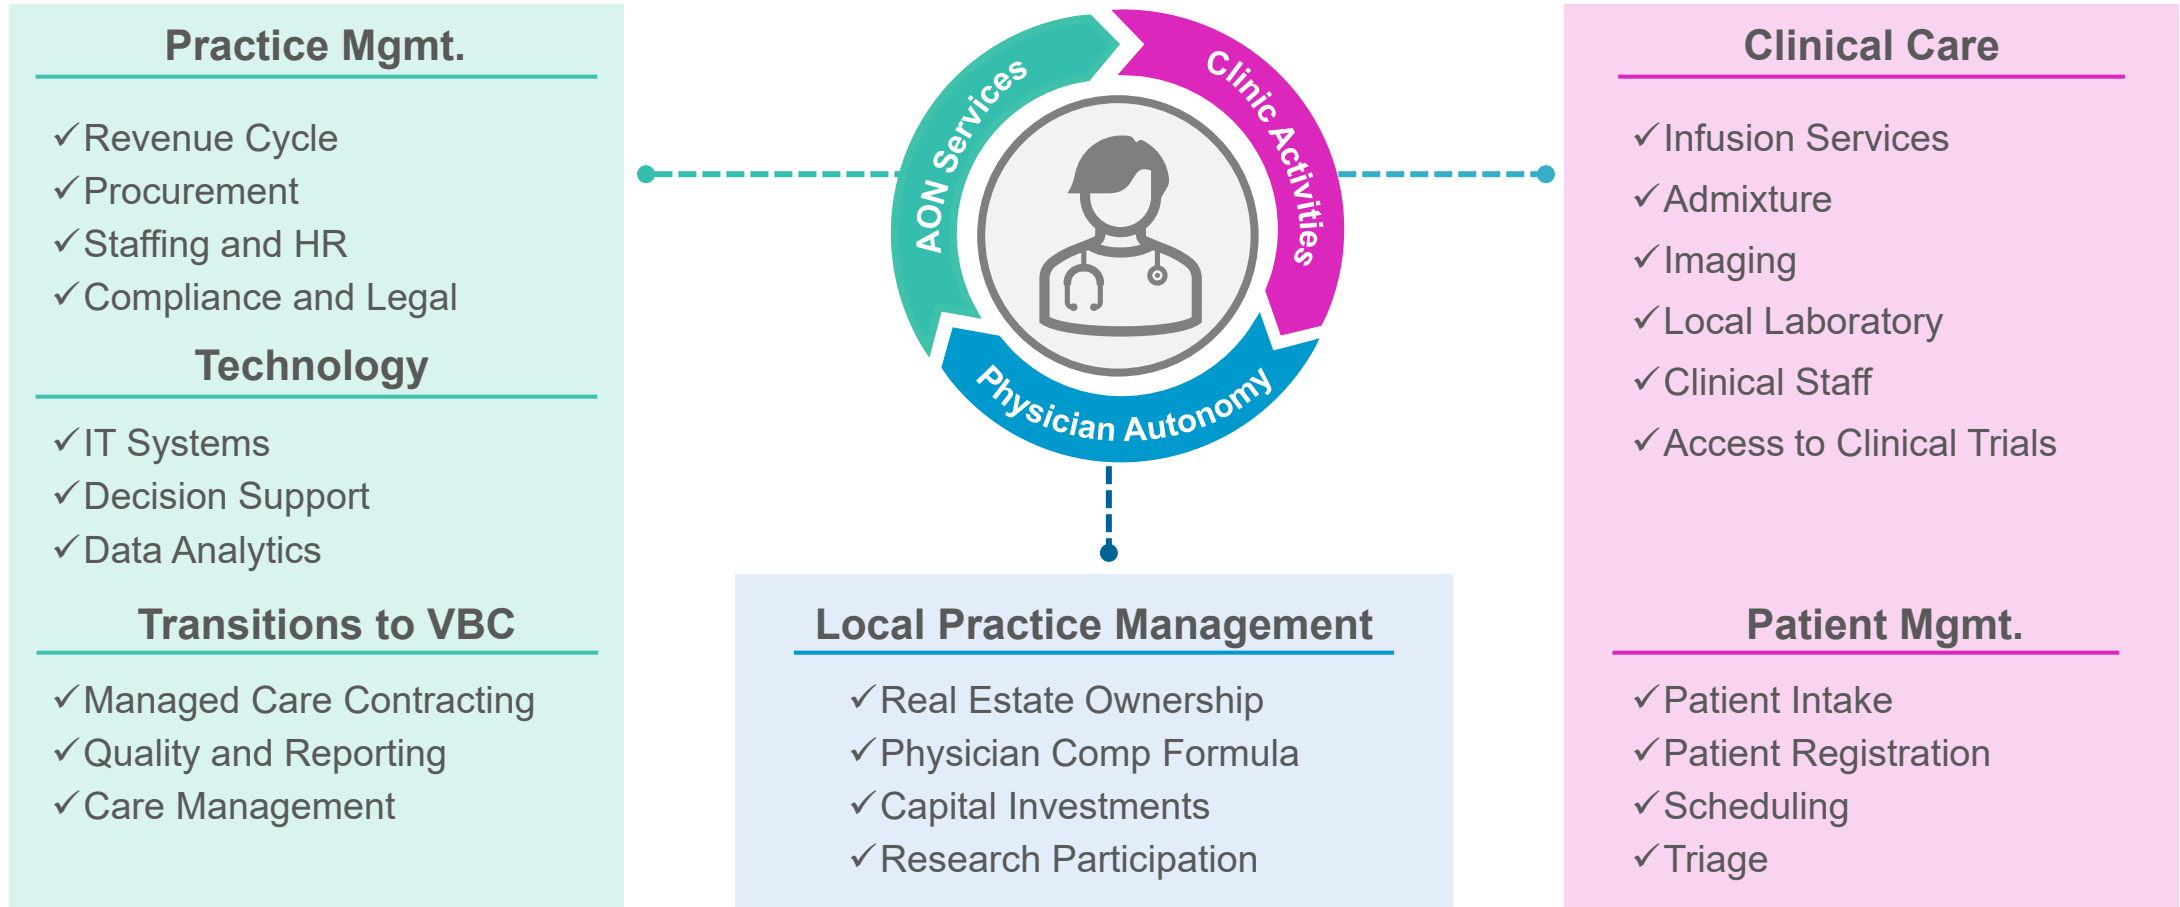 Practice Mgmt.
✓Revenue Cycle
✓Procurement
✓Staffing and HR
✓Compliance and Legal
Technology
✓IT Systems
✓Decision Support
✓Data Analytics
Transitions to VBC
✓Managed Care Contracting
✓Quality and Reporting
✓Care Management
AON Services
Clinic Activities
Physician Autonomy
Local Practice Management
✓Real Estate Ownership
✓Physician Comp Formula
✓Capital Investments
✓Research Participation
Clinical Care
✓Infusion Services
✓Admixture
✓Imaging
✓Local Laboratory
✓Clinical Staff
✓Access to Clinical Trials
Patient Mgmt.
✓Patient Intake
✓Patient Registration
✓Scheduling
✓Triage